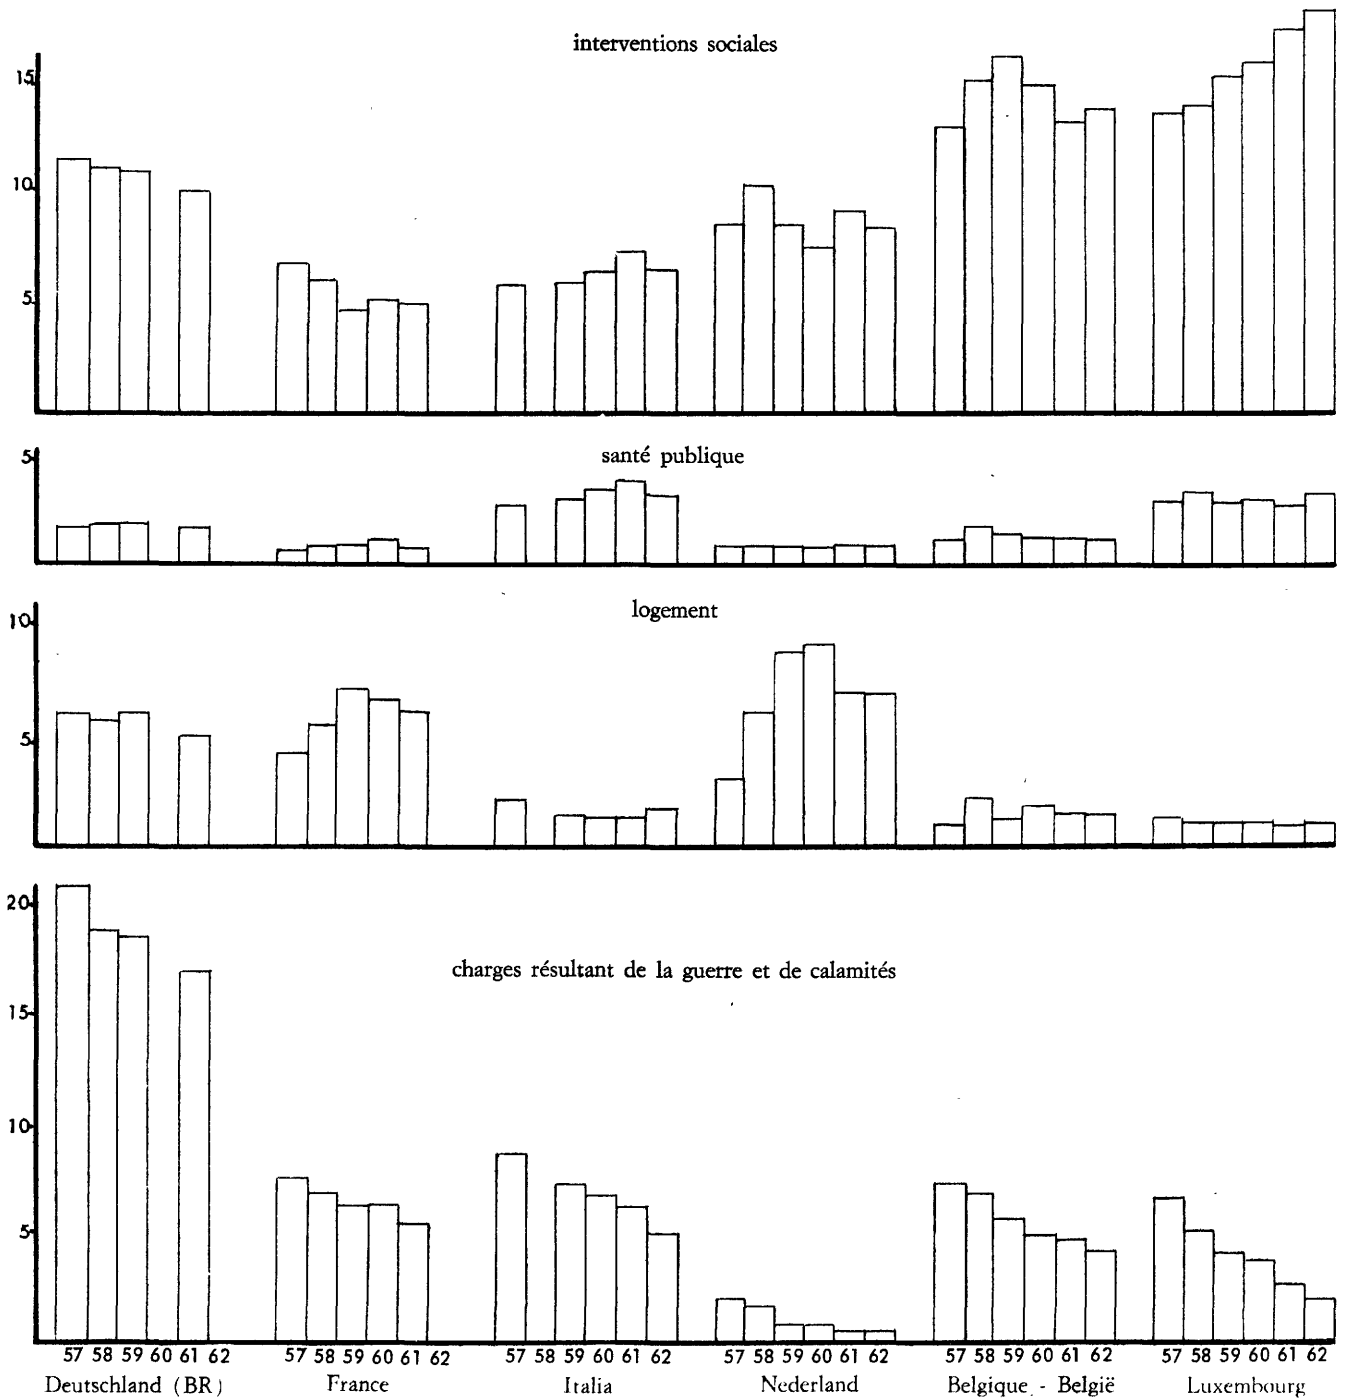 interventions sociales
15
10
5
santé publique
5
logement
10
5
charges résultant de la guerre et de calamités
20
15
10
5
57 58 59 60 61 62 57 58 59 60 61 62 57 58 59 60 61 62 57 58 59 60 61 62 57 58 59 60 61 62 57 58 59 60 61 62
Deutschland (BR) France Italia Nederland Belgique - België Luxembourg